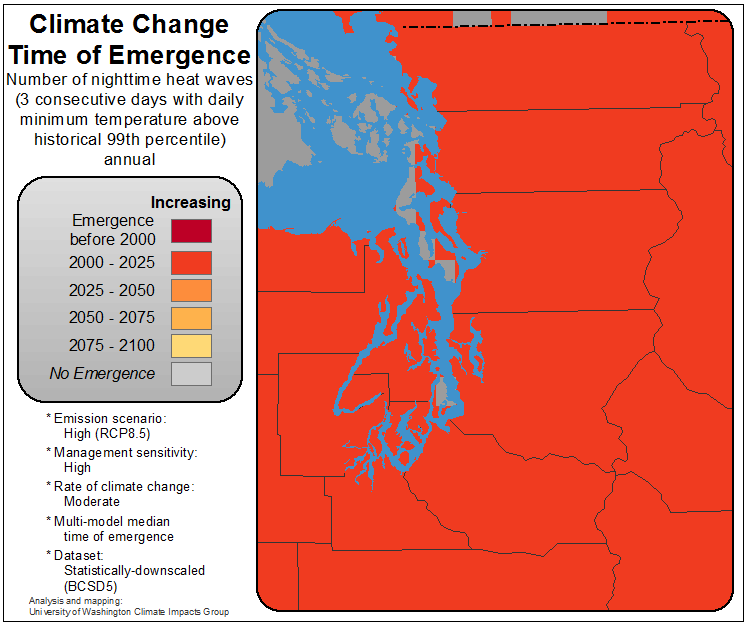 Climate Change
Time of Emergence
Number of nighttime heat waves
(3 consecutive days with daily
minimum temperature above
historical 99th percentile)
annual
Increasing
Emergence
before 2000
2000 - 2025
2025 - 2050
2050 - 2075
2075 - 2100
No Emergence
* Emission scenario:
High (RCP8.5)
* Management sensitivity:
High
* Rate of climate change:
Moderate
* Multi-model median
time of emergence
* Dataset:
Statistically-downscaled
(BCSD5)
Analysis and mapping:
University of Washington Climate Impacts Group